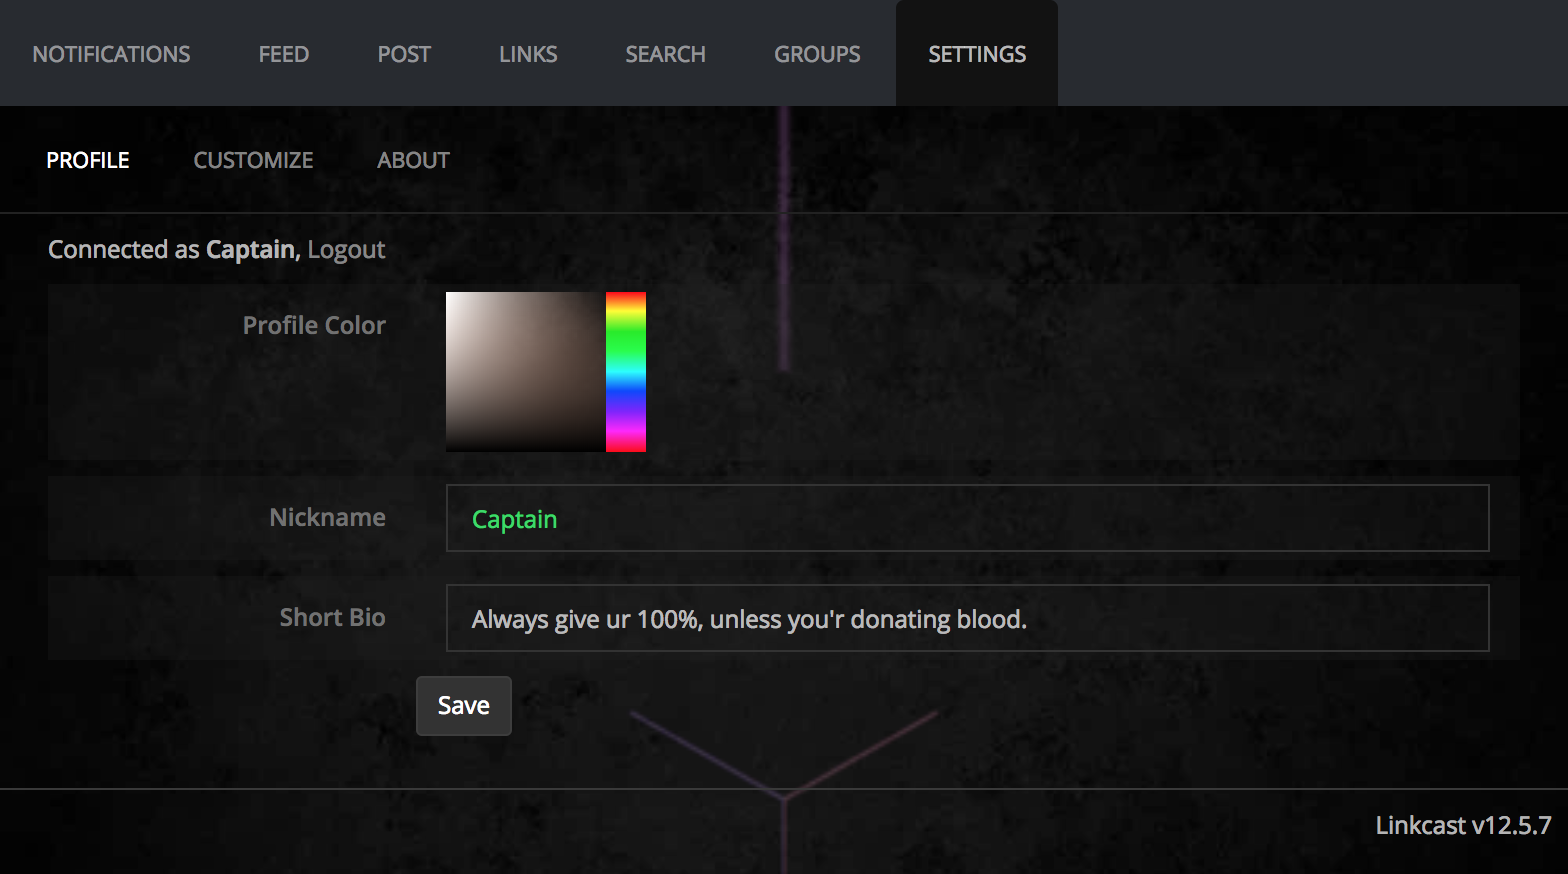 NOTIFICATIONS FEED POST LINKS SEARCH GROUPS SETTINGS
PROFILE CUSTOMIZE ABOUT
Connected as Captain, Logout
Profile Color
Nickname Captain
Short Bio Always give ur 100%, unless you'r donating blood.
Save
Linkcast v12.5.7